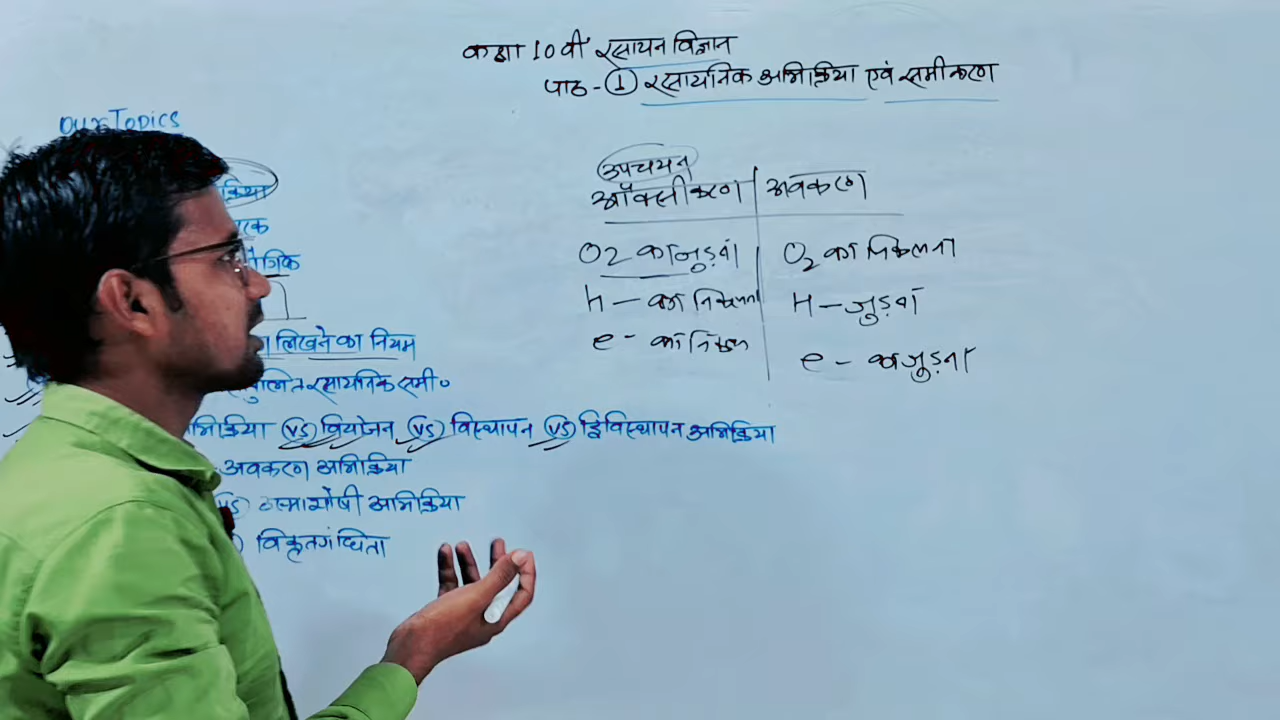 कक्षा 10वीं रसायन विज्ञान
पाठ - 1 रसायनिक अभिक्रिया एवं समीकरण
Our Topics
उपचयन
ऑक्सीकरण | अवकरण
O2 का जुड़ना
O2 का निकलना
H - का निकलना
H - जुड़ना
e - का निकल
e - का जुड़ना
लिखने का नियम
रसायनिक समी०
अभिक्रिया VS वियोजन VS विस्थापन VS द्विविस्थापन अभिक्रिया
अवकरण अभिक्रिया
VS ऊष्माशोषी अभिक्रिया
विकृतगंधिता